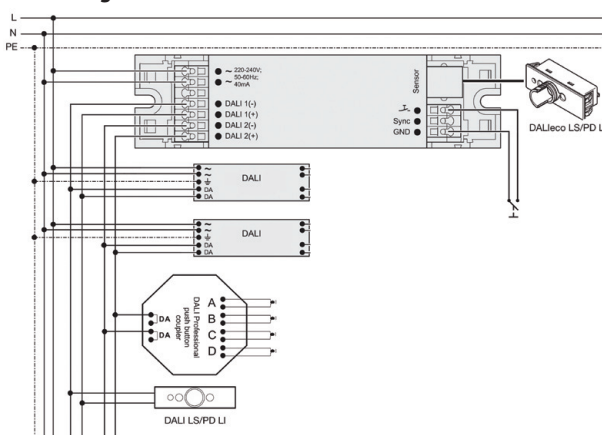 L
N
PE
~ 220-240V;
50-60Hz;
~ 40mA
DALI 1(-)
DALI 1(+)
DALI 2(-)
DALI 2(+)
Sensor
Sync
GND
DALIeco LS/PD L
~
~
DA
DA
DALI
~
~
DA
DA
DALI
DA
DA
DALI Professional
push button
coupler
A
B
C
D
DALI LS/PD LI